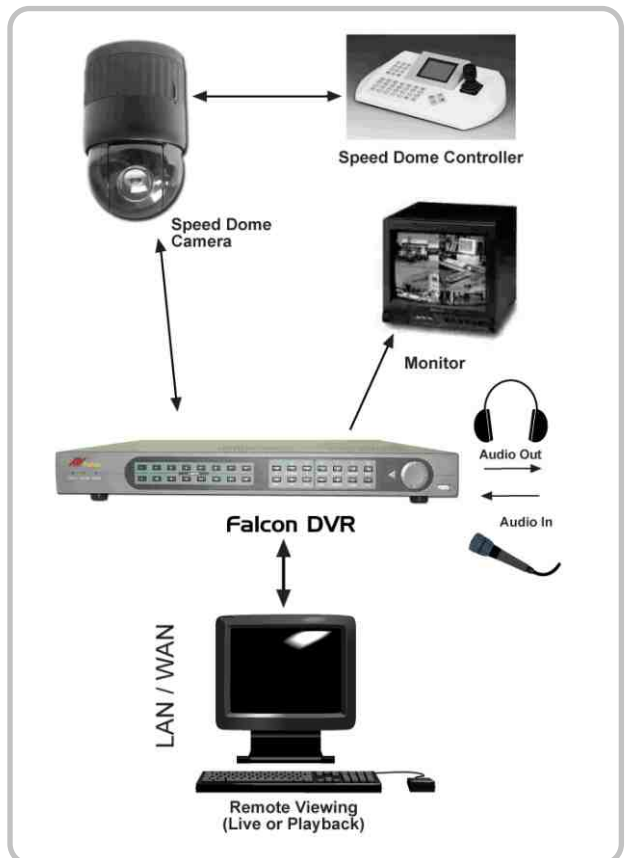 Speed Dome Controller
Speed Dome
Camera
Monitor
Audio Out
Audio In
Falcon DVR
LAN / WAN
Remote Viewing
(Live or Playback)